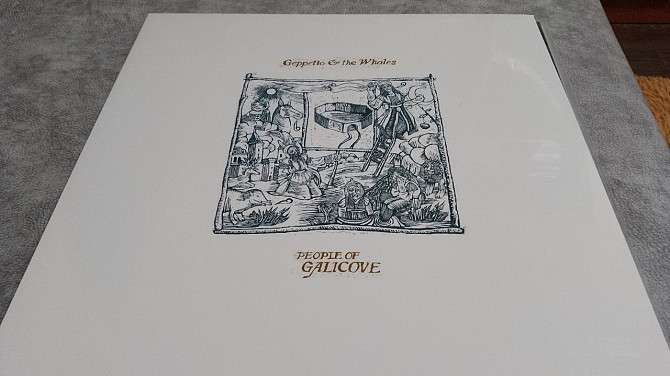 Geppetto & the Whales
PEOPLE OF
GALICOVE